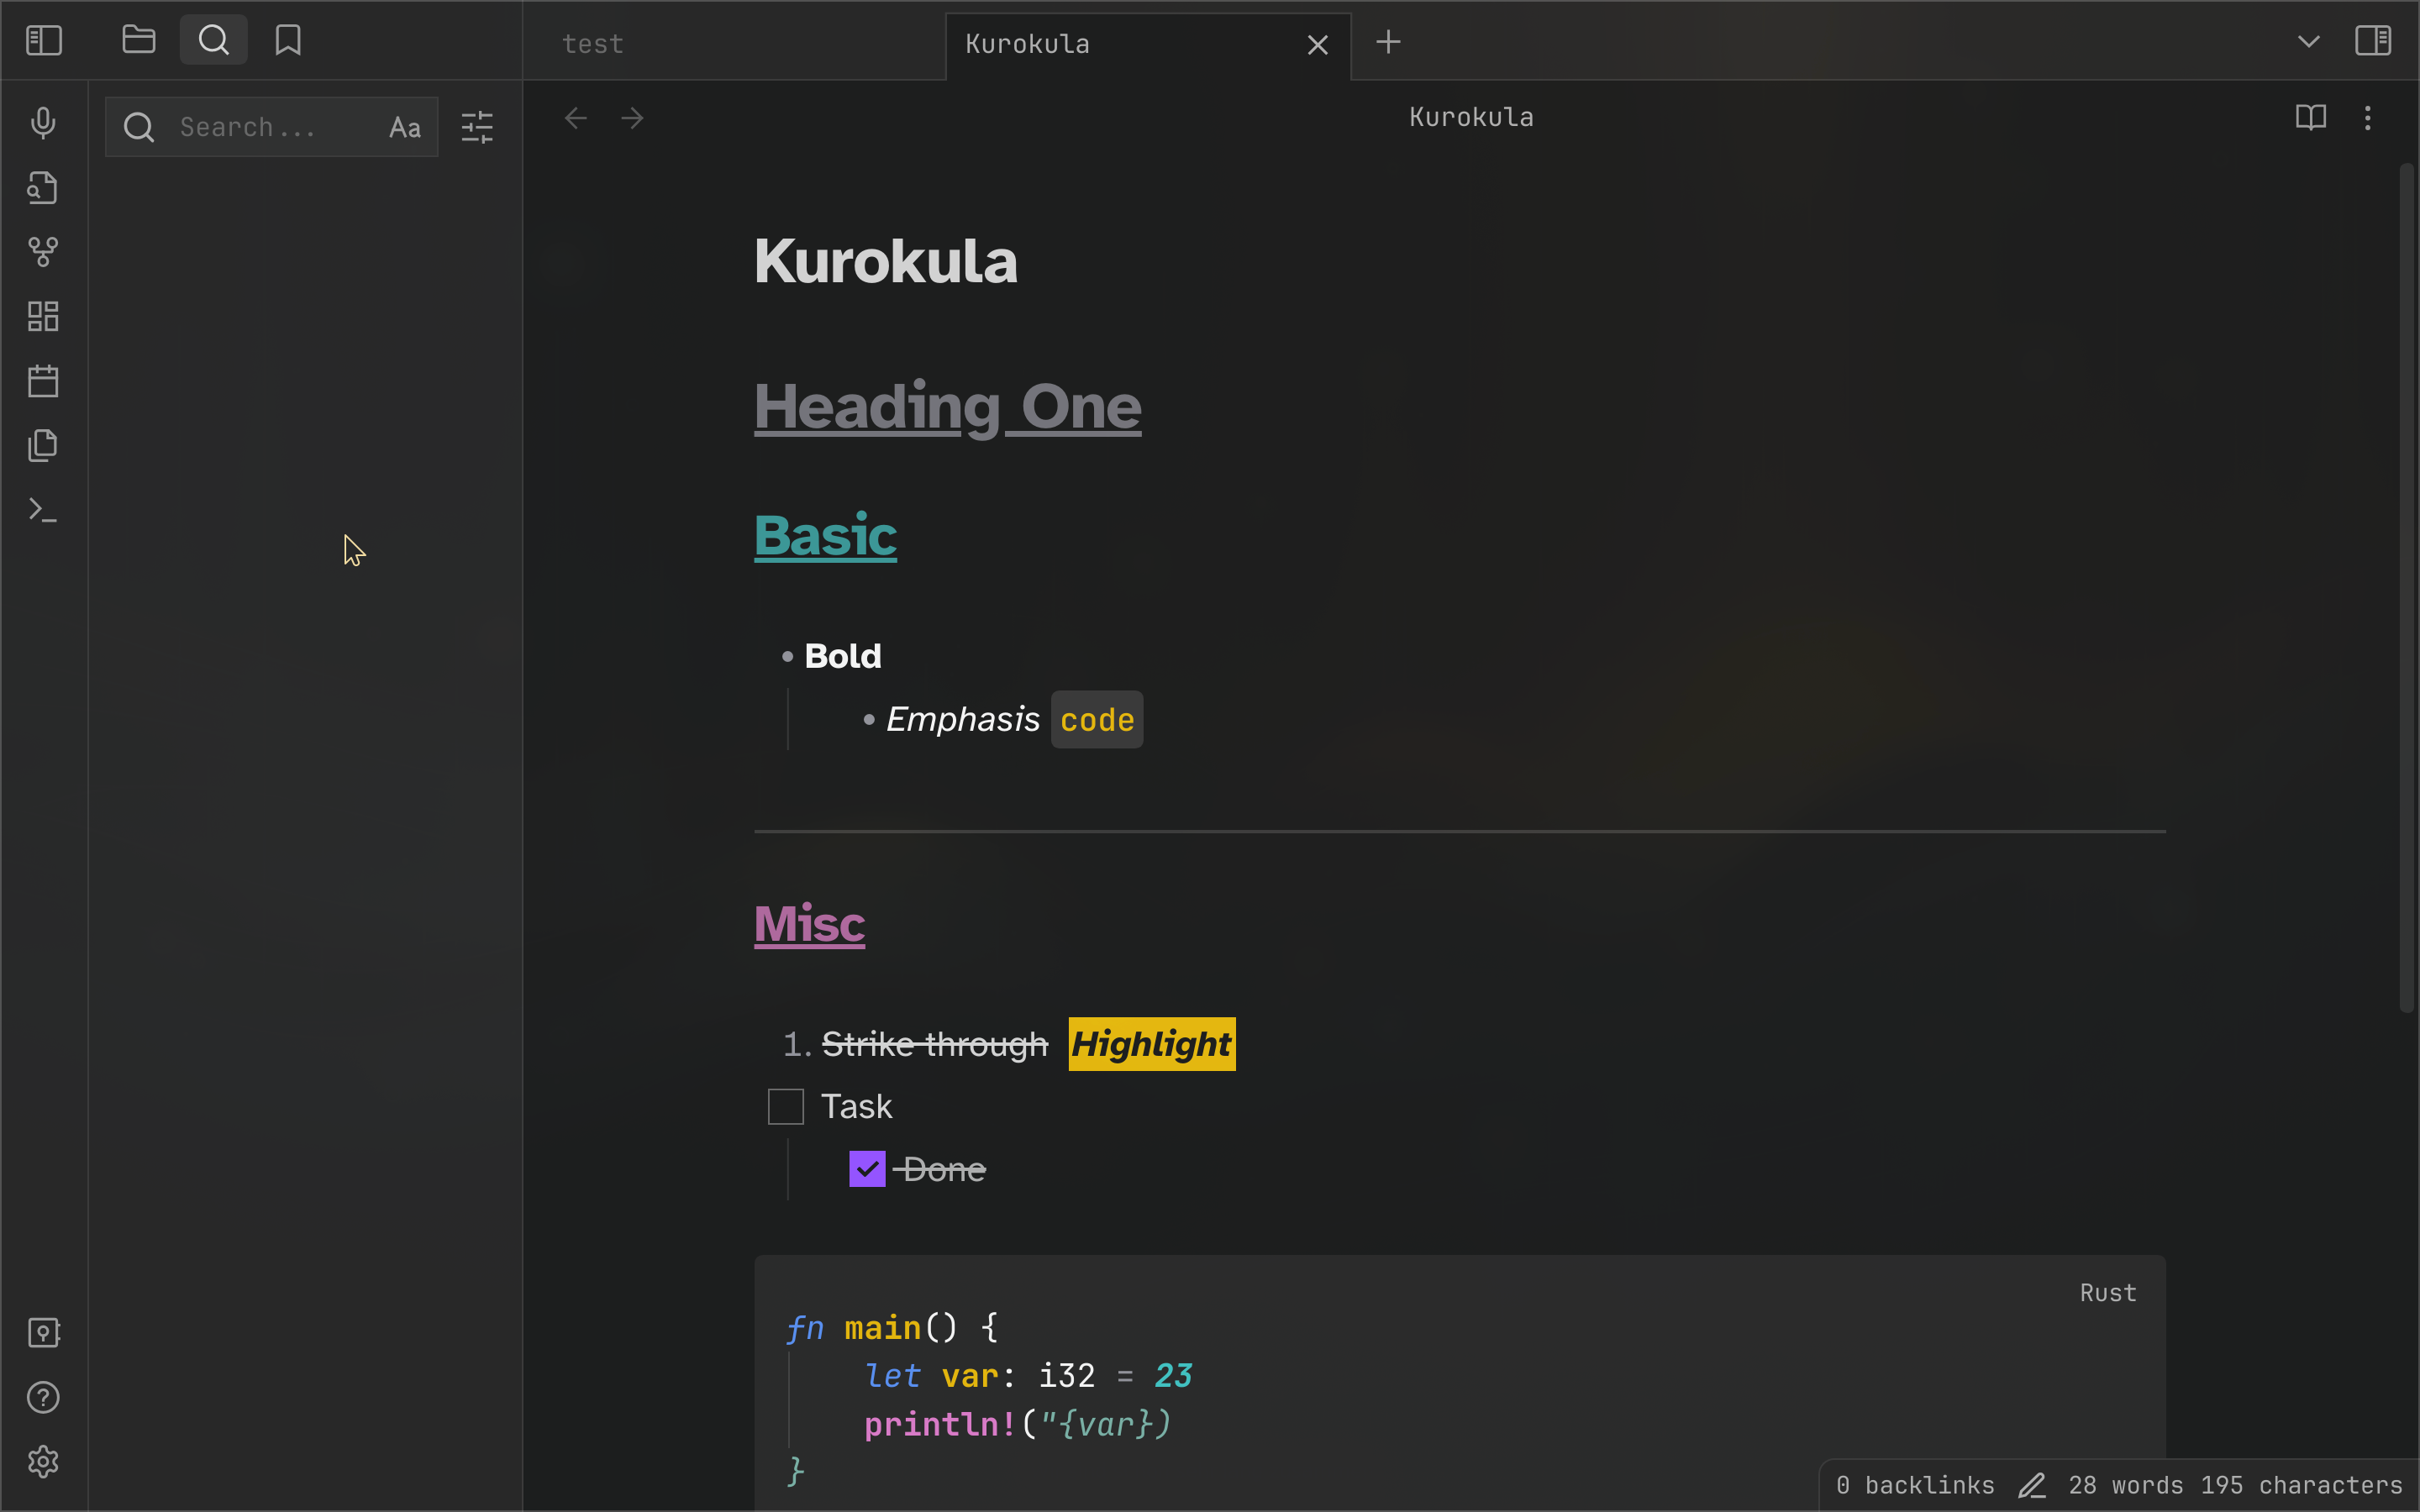 test
Kurokula
Search...
Aa
Kurokula
Kurokula
Heading One
Basic
Bold
Emphasis code
Misc
1. Strike through Highlight
Task
Done
Rust
fn main() {
let var: i32 = 23
println!("{var})
}
0 backlinks 28 words 195 characters